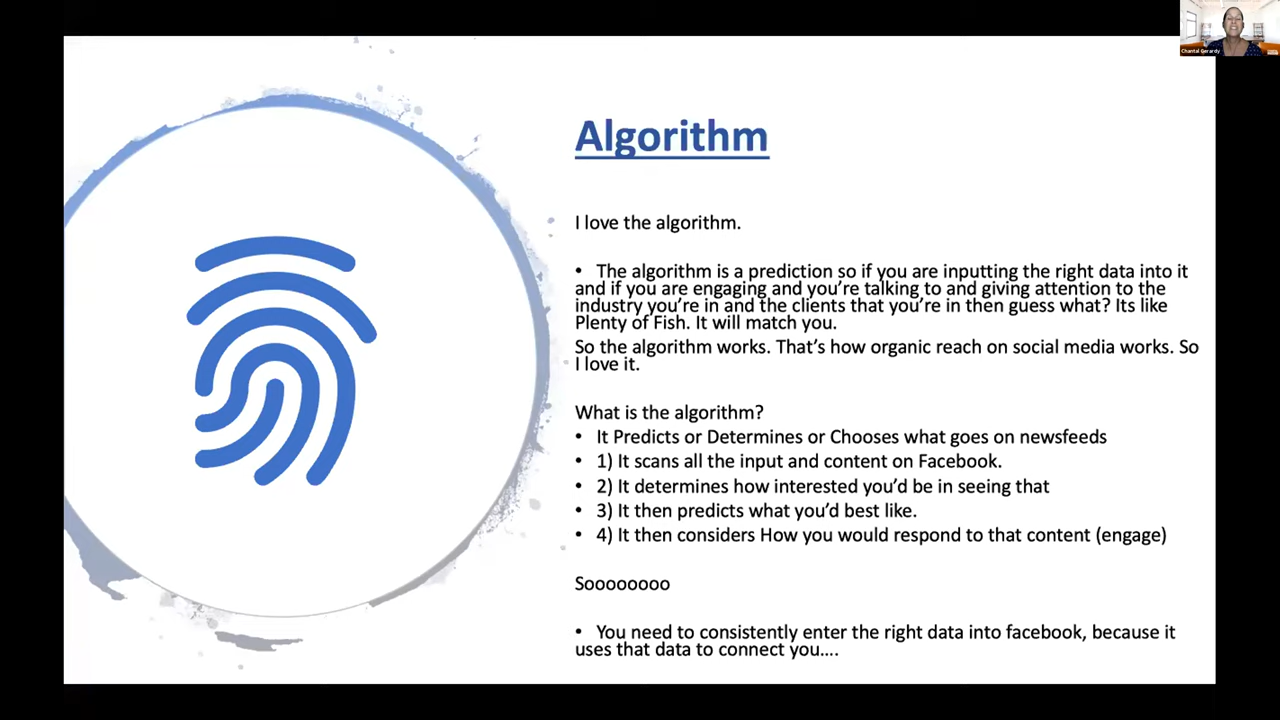 Chantal Gerardy
Algorithm
I love the algorithm.
• The algorithm is a prediction so if you are inputting the right data into it
and if you are engaging and you're talking to and giving attention to the
industry you're in and the clients that you're in then guess what? Its like
Plenty of Fish. It will match you.
So the algorithm works. That's how organic reach on social media works. So
I love it.
What is the algorithm?
• It Predicts or Determines or Chooses what goes on newsfeeds
• 1) It scans all the input and content on Facebook.
• 2) It determines how interested you'd be in seeing that
• 3) It then predicts what you'd best like.
• 4) It then considers How you would respond to that content (engage)
Soooooooo
• You need to consistently enter the right data into facebook, because it
uses that data to connect you….